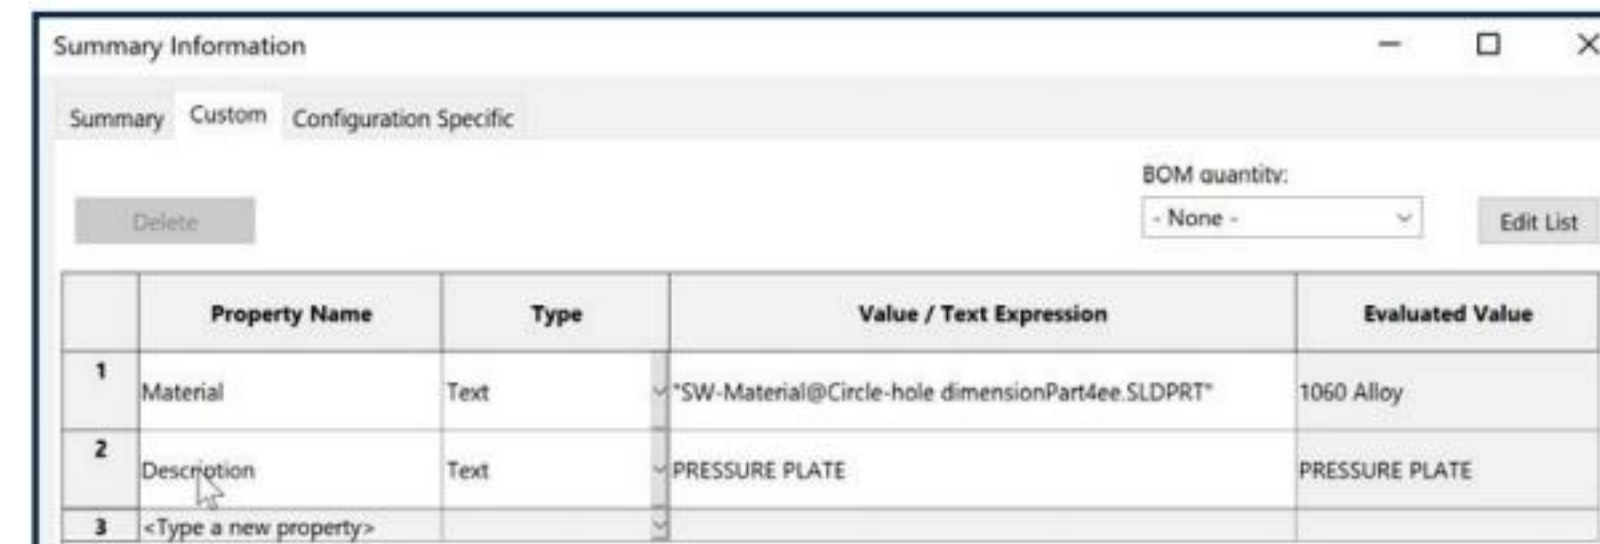 Summary Information
Summary Custom Configuration Specific
BOM quantity:
Delete - None - Edit List
Property Name Type Value / Text Expression Evaluated Value
1 Material Text "SW-Material@Circle-hole dimensionPart4ee.SLDPRT" 1060 Alloy
2 Description Text PRESSURE PLATE PRESSURE PLATE
3 <Type a new property>